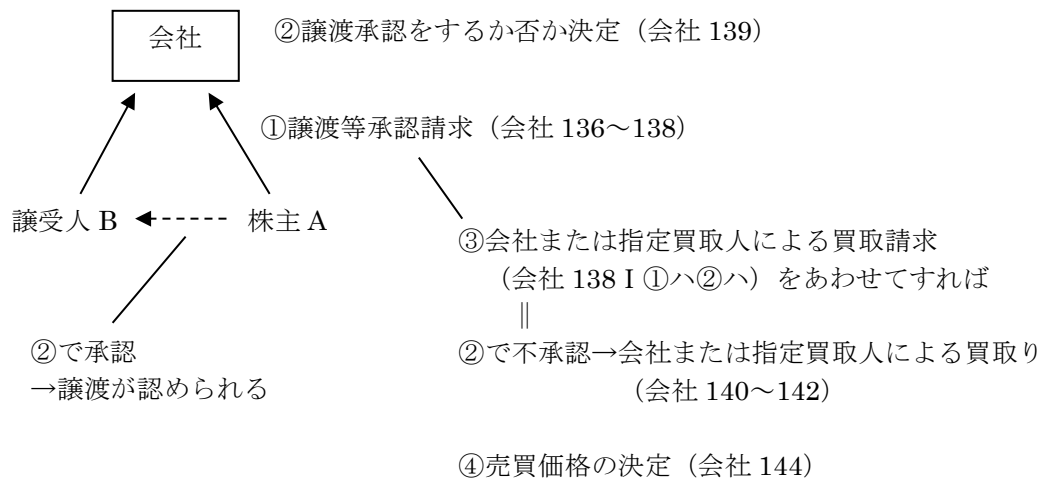 会社
②譲渡承認をするか否か決定（会社 139）
①譲渡等承認請求（会社 136～138）
譲受人 B
株主 A
③会社または指定買取人による買取請求
（会社 138 I ①ハ②ハ）をあわせてすれば
‖
②で承認
→譲渡が認められる
②で不承認→会社または指定買取人による買取り
（会社 140～142）
④売買価格の決定（会社 144）